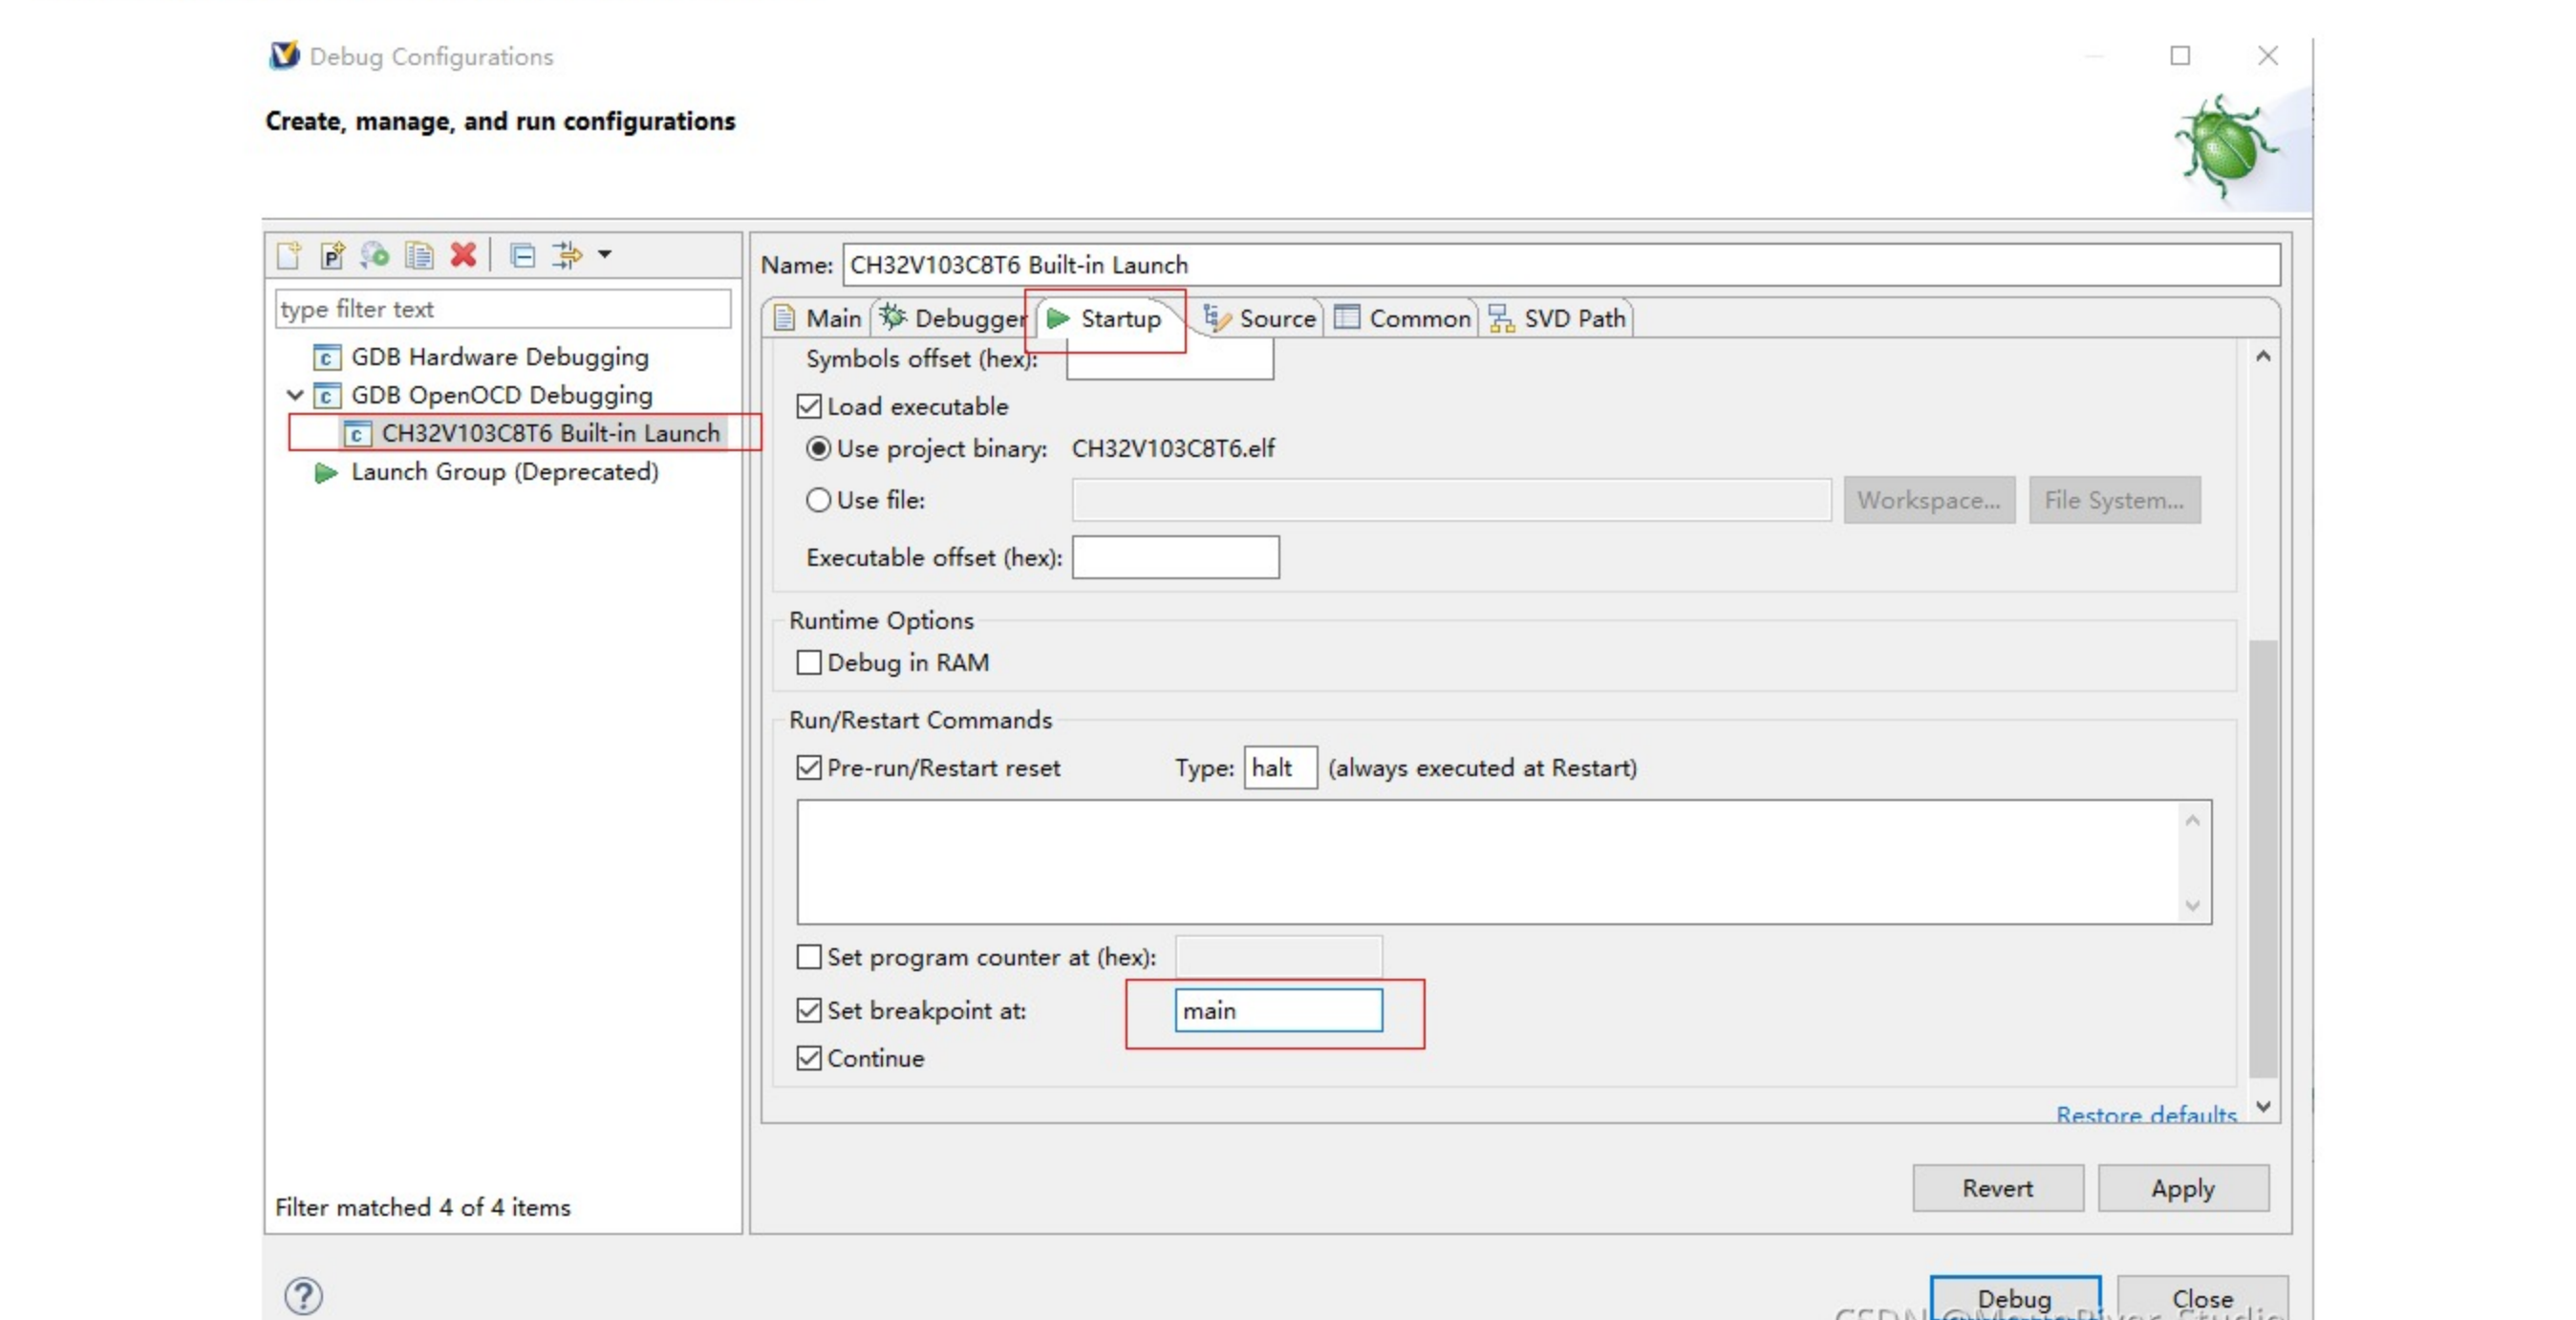 Debug Configurations
Create, manage, and run configurations
type filter text
GDB Hardware Debugging
GDB OpenOCD Debugging
CH32V103C8T6 Built-in Launch
Launch Group (Deprecated)
Filter matched 4 of 4 items
Name: CH32V103C8T6 Built-in Launch
Main Debugger Startup Source Common SVD Path
Symbols offset (hex):
Load executable
Use project binary: CH32V103C8T6.elf
Use file: Workspace... File System...
Executable offset (hex):
Runtime Options
Debug in RAM
Run/Restart Commands
Pre-run/Restart reset Type: halt (always executed at Restart)
Set program counter at (hex):
Set breakpoint at: main
Continue
Restore defaults
Revert Apply
Debug Close